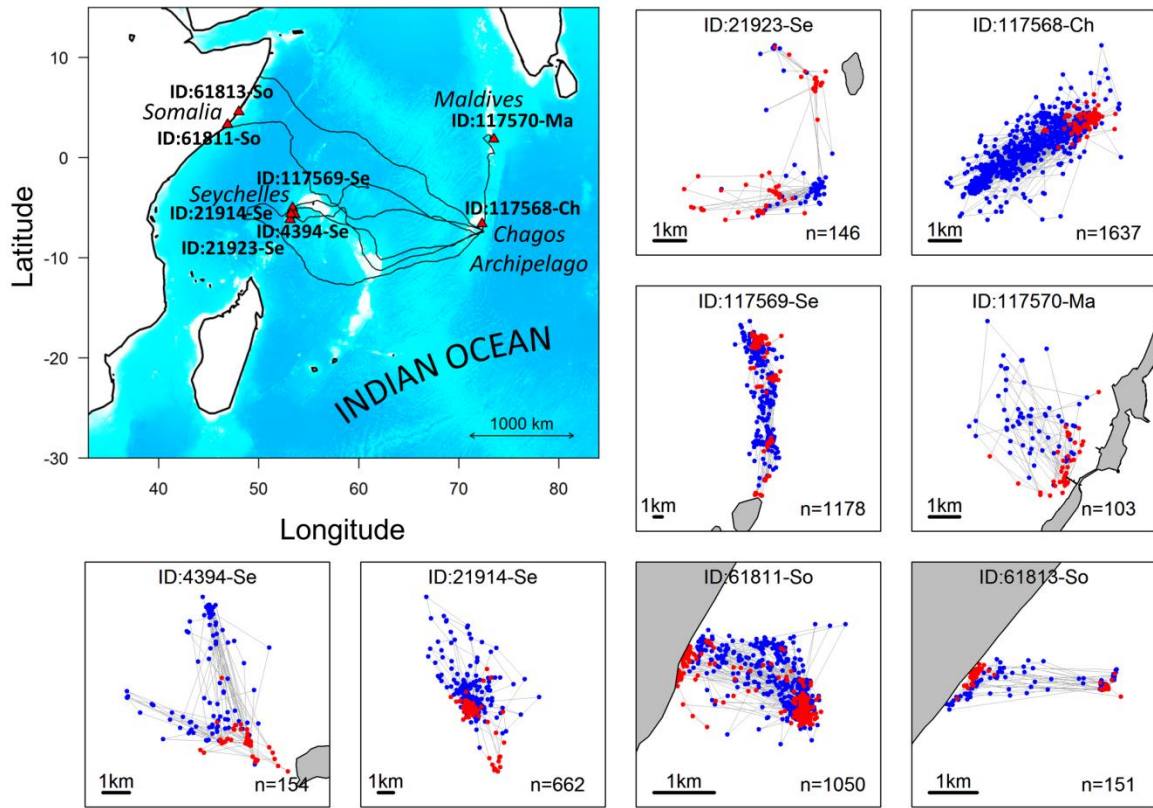 10
0
-10
-20
-30
Latitude
40
50
60
70
80
Longitude
ID:61813-So
Somalia
ID:61811-So
Maldives
ID:117570-Ma
ID:117569-Se
Seychelles
ID:21914-Se
ID:4394-Se
ID:21923-Se
ID:117568-Ch
Chagos
Archipelago
INDIAN OCEAN
1000 km
ID:21923-Se
1km
n=146
ID:117568-Ch
1km
n=1637
ID:117569-Se
1km
n=1178
ID:117570-Ma
1km
n=103
ID:4394-Se
1km
n=154
ID:21914-Se
1km
n=662
ID:61811-So
1km
n=1050
ID:61813-So
1km
n=151